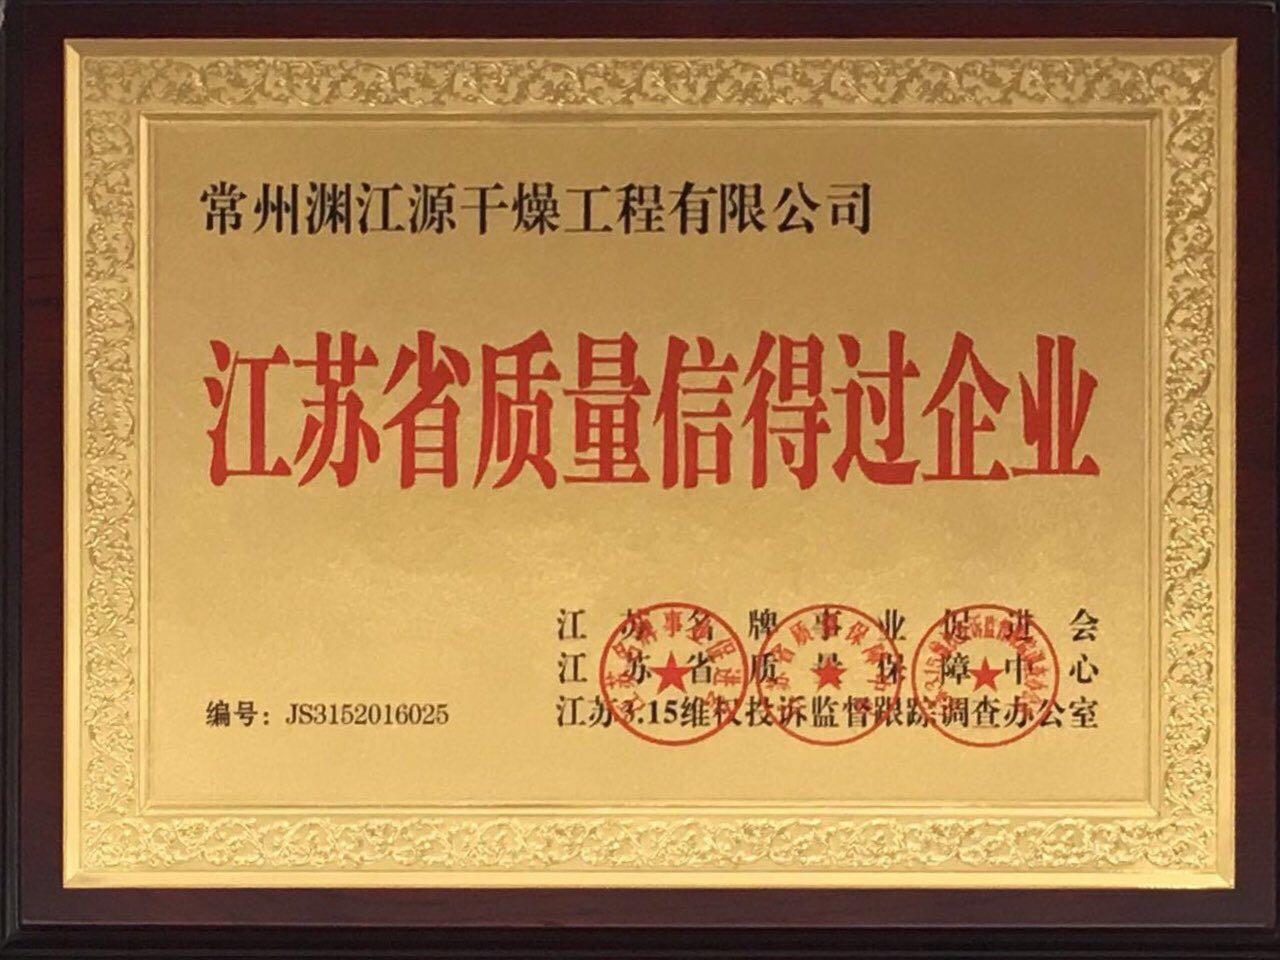 常州渊江源干燥工程有限公司
江苏省质量信得过企业
江苏名牌事业促进会
江苏省质量保障中心
编号：JS3152016025
江苏3.15维权投诉监督跟踪调查办公室